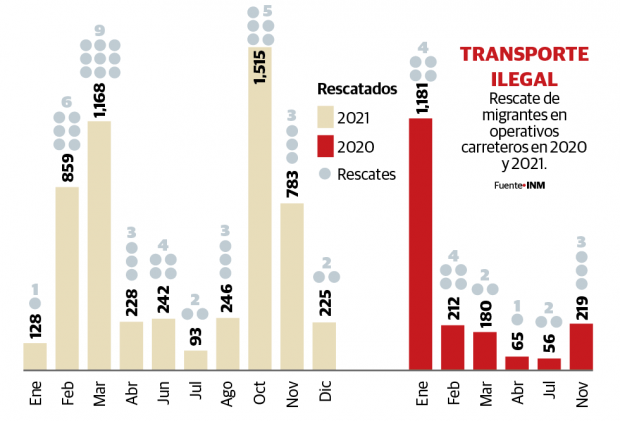 TRANSPORTE
ILEGAL
Rescate de
migrantes en
operativos
carreteros en 2020
y 2021.
Fuente•INM
Rescatados
2021
2020
Rescates
1
6
9
3
4
2
3
5
3
2
128
859
1,168
228
242
93
246
1,515
783
225
Ene
Feb
Mar
Abr
Jun
Jul
Ago
Oct
Nov
Dic
4
4
2
1
2
3
1,181
212
180
65
56
219
Ene
Feb
Mar
Abr
Jul
Nov